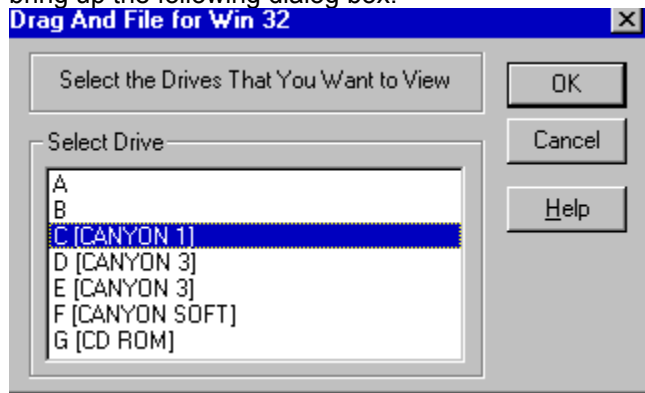 bring up the following dialog box.
Drag And File for Win 32
Select the Drives That You Want to View
OK
Cancel
Help
Select Drive
A
B
C [CANYON 1]
D [CANYON 3]
E [CANYON 3]
F [CANYON SOFT]
G [CD ROM]